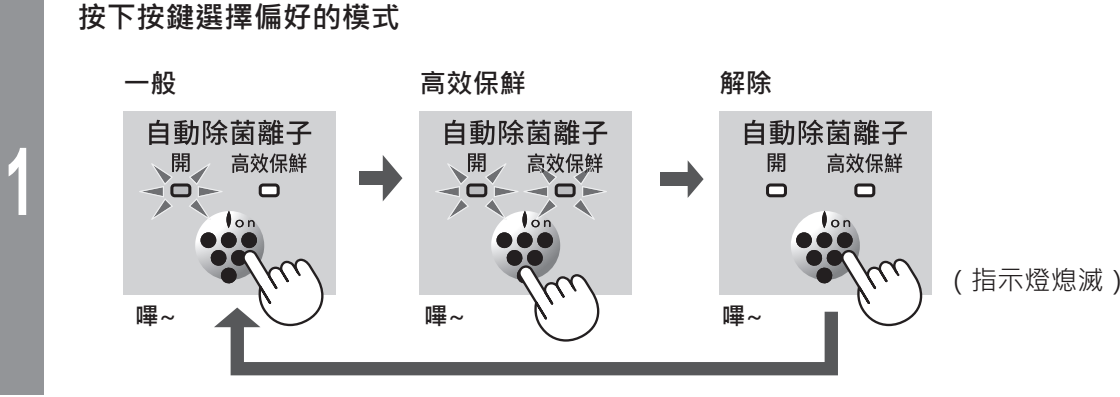 按下按鍵選擇偏好的模式
1
一般
高效保鮮
解除
自動除菌離子
開 高效保鮮
on
嗶~
自動除菌離子
開 高效保鮮
on
嗶~
自動除菌離子
開 高效保鮮
on
嗶~
(指示燈熄滅)